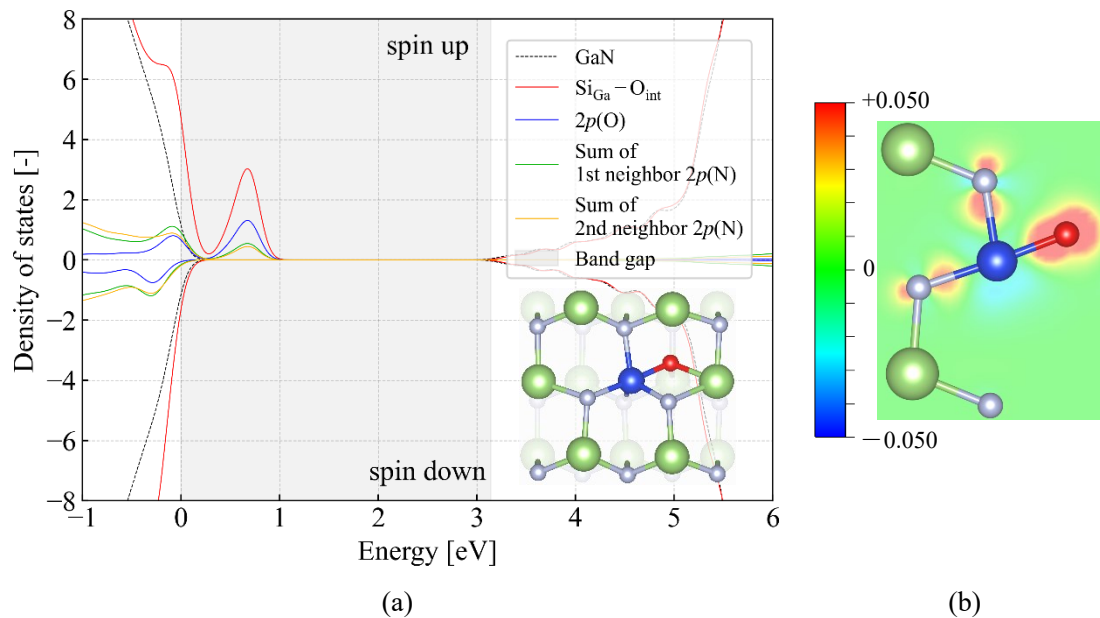 8
6
4
2
0
−2
−4
−6
−8
Density of states [-]
spin up
GaN
SiGa − Oint
2p(O)
Sum of
1st neighbor 2p(N)
Sum of
2nd neighbor 2p(N)
Band gap
spin down
−1
0
1
2
3
4
5
6
Energy [eV]
(a)
+0.050
0
−0.050
(b)